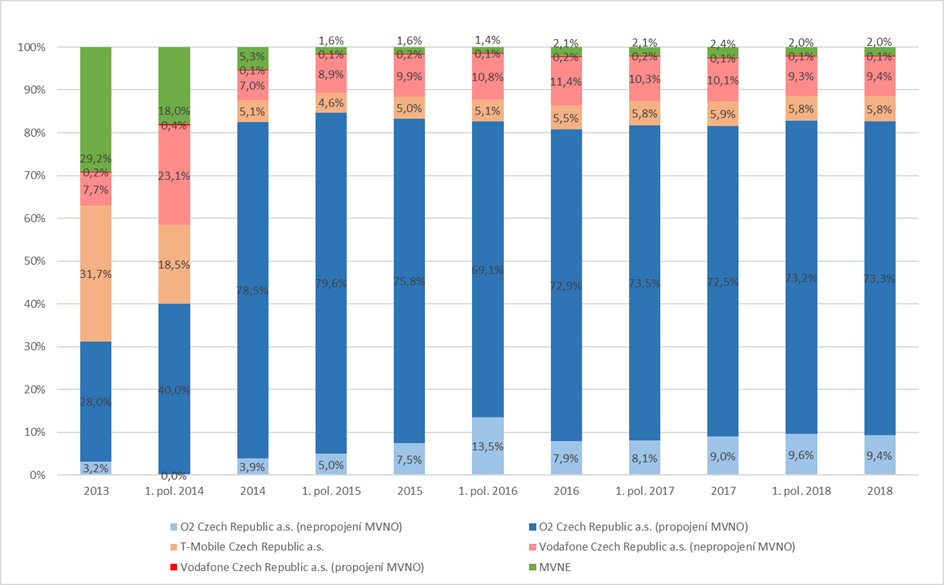 1,6% 1,6% 1,4% 2,1% 2,1% 2,4% 2,0% 2,0%
100%
5,3% 0,1% 0,2% 0,1% 0,2% 0,2% 0,1% 0,1% 0,1%
0,1% 8,9% 9,9% 10,8% 11,4% 10,3% 10,1% 9,3% 9,4%
90%
7,0%
18,0% 5,1% 4,6% 5,0% 5,1% 5,5% 5,8% 5,9% 5,8% 5,8%
0,4%
80%
29,2%
0,2% 23,1%
70%
7,7%
60%
31,7% 18,5%
50%
78,5% 79,6% 75,8% 69,1% 72,9% 73,5% 72,5% 73,2% 73,3%
40%
30%
28,0% 40,0%
20%
10%
13,5%
3,2% 0,0% 3,9% 5,0% 7,5% 7,9% 8,1% 9,0% 9,6% 9,4%
0%
2013 1. pol. 2014 2014 1. pol. 2015 2015 1. pol. 2016 2016 1. pol. 2017 2017 1. pol. 2018 2018
O2 Czech Republic a.s. (nepropojení MVNO) O2 Czech Republic a.s. (propojení MVNO)
T-Mobile Czech Republic a.s. Vodafone Czech Republic a.s. (nepropojení MVNO)
Vodafone Czech Republic a.s. (propojení MVNO) MVNE